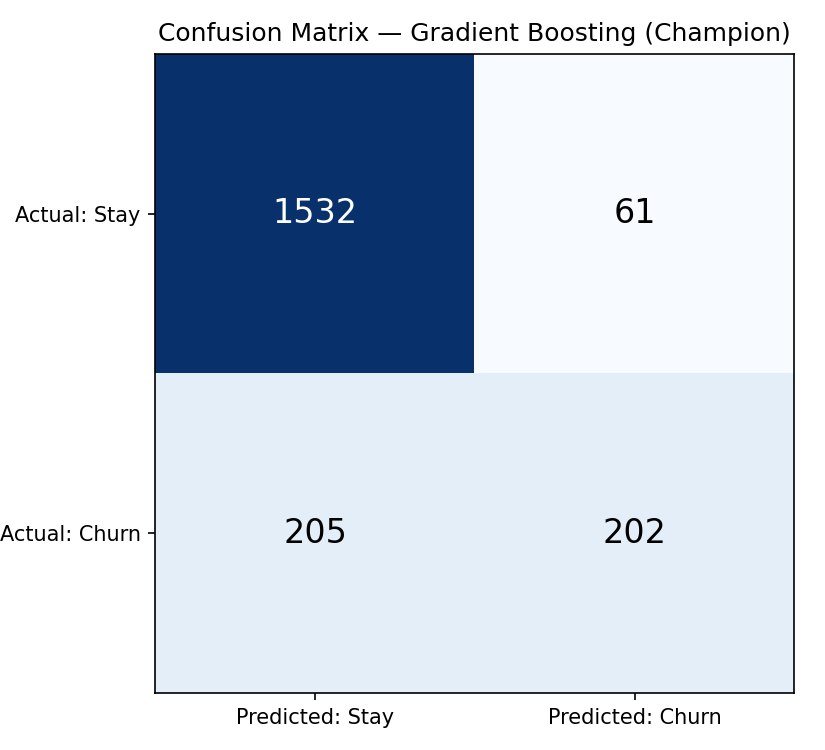 Confusion Matrix — Gradient Boosting (Champion)
Actual: Stay
1532
61
Actual: Churn
205
202
Predicted: Stay
Predicted: Churn